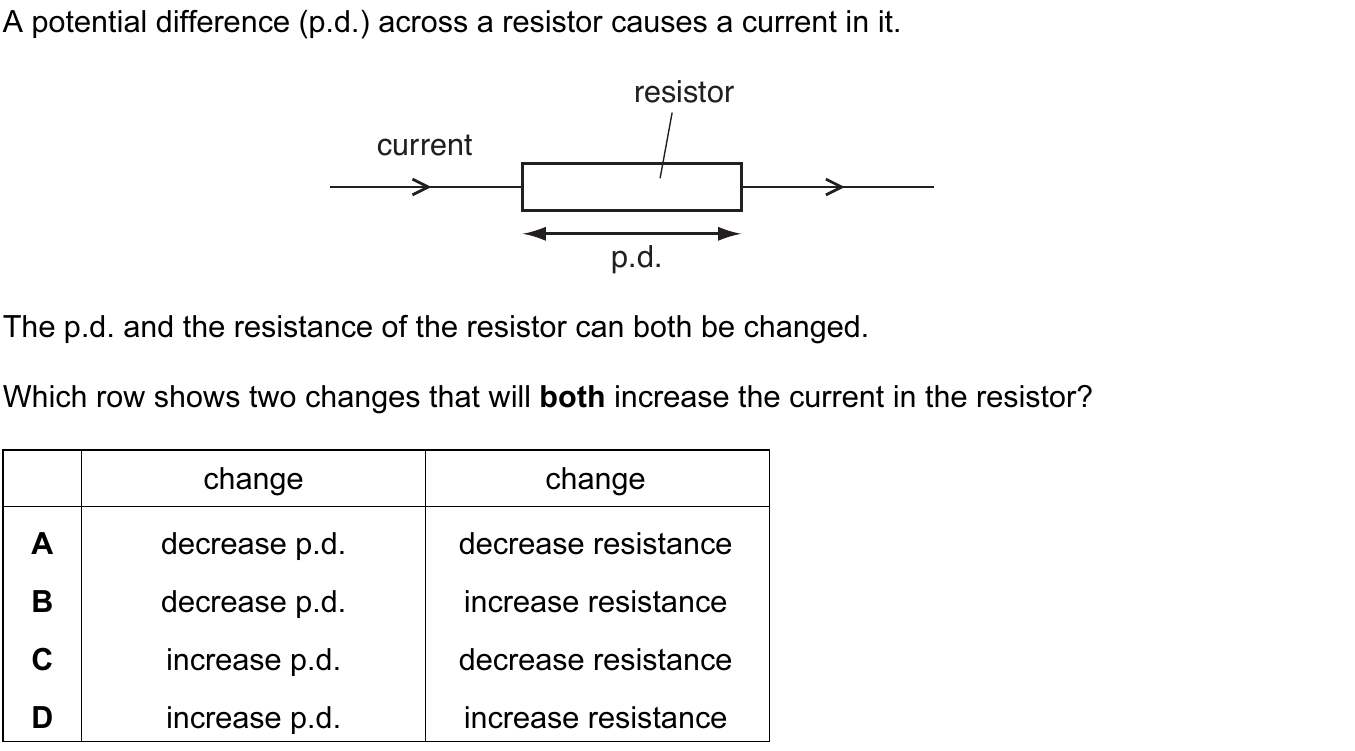 A potential difference (p.d.) across a resistor causes a current in it.
resistor
current
p.d.
The p.d. and the resistance of the resistor can both be changed.
Which row shows two changes that will both increase the current in the resistor?
change change
A decrease p.d. decrease resistance
B decrease p.d. increase resistance
C increase p.d. decrease resistance
D increase p.d. increase resistance